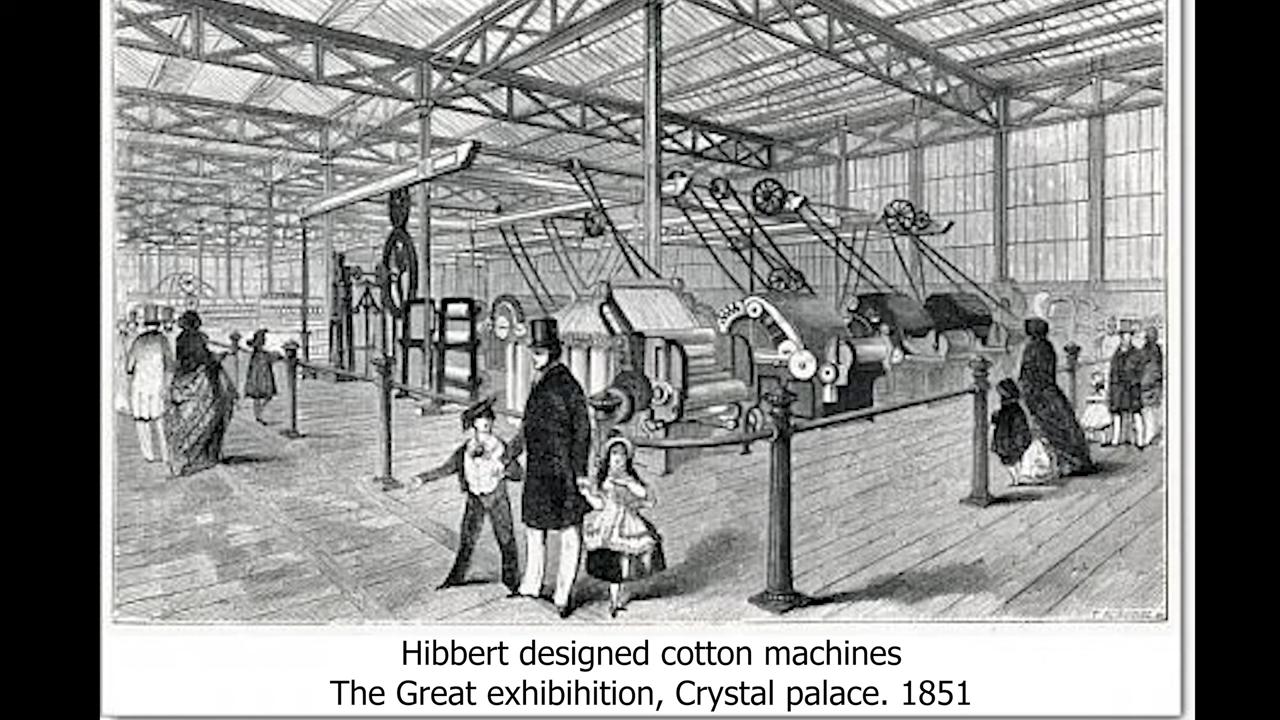 Hibbert designed cotton machines
The Great exhibihition, Crystal palace. 1851